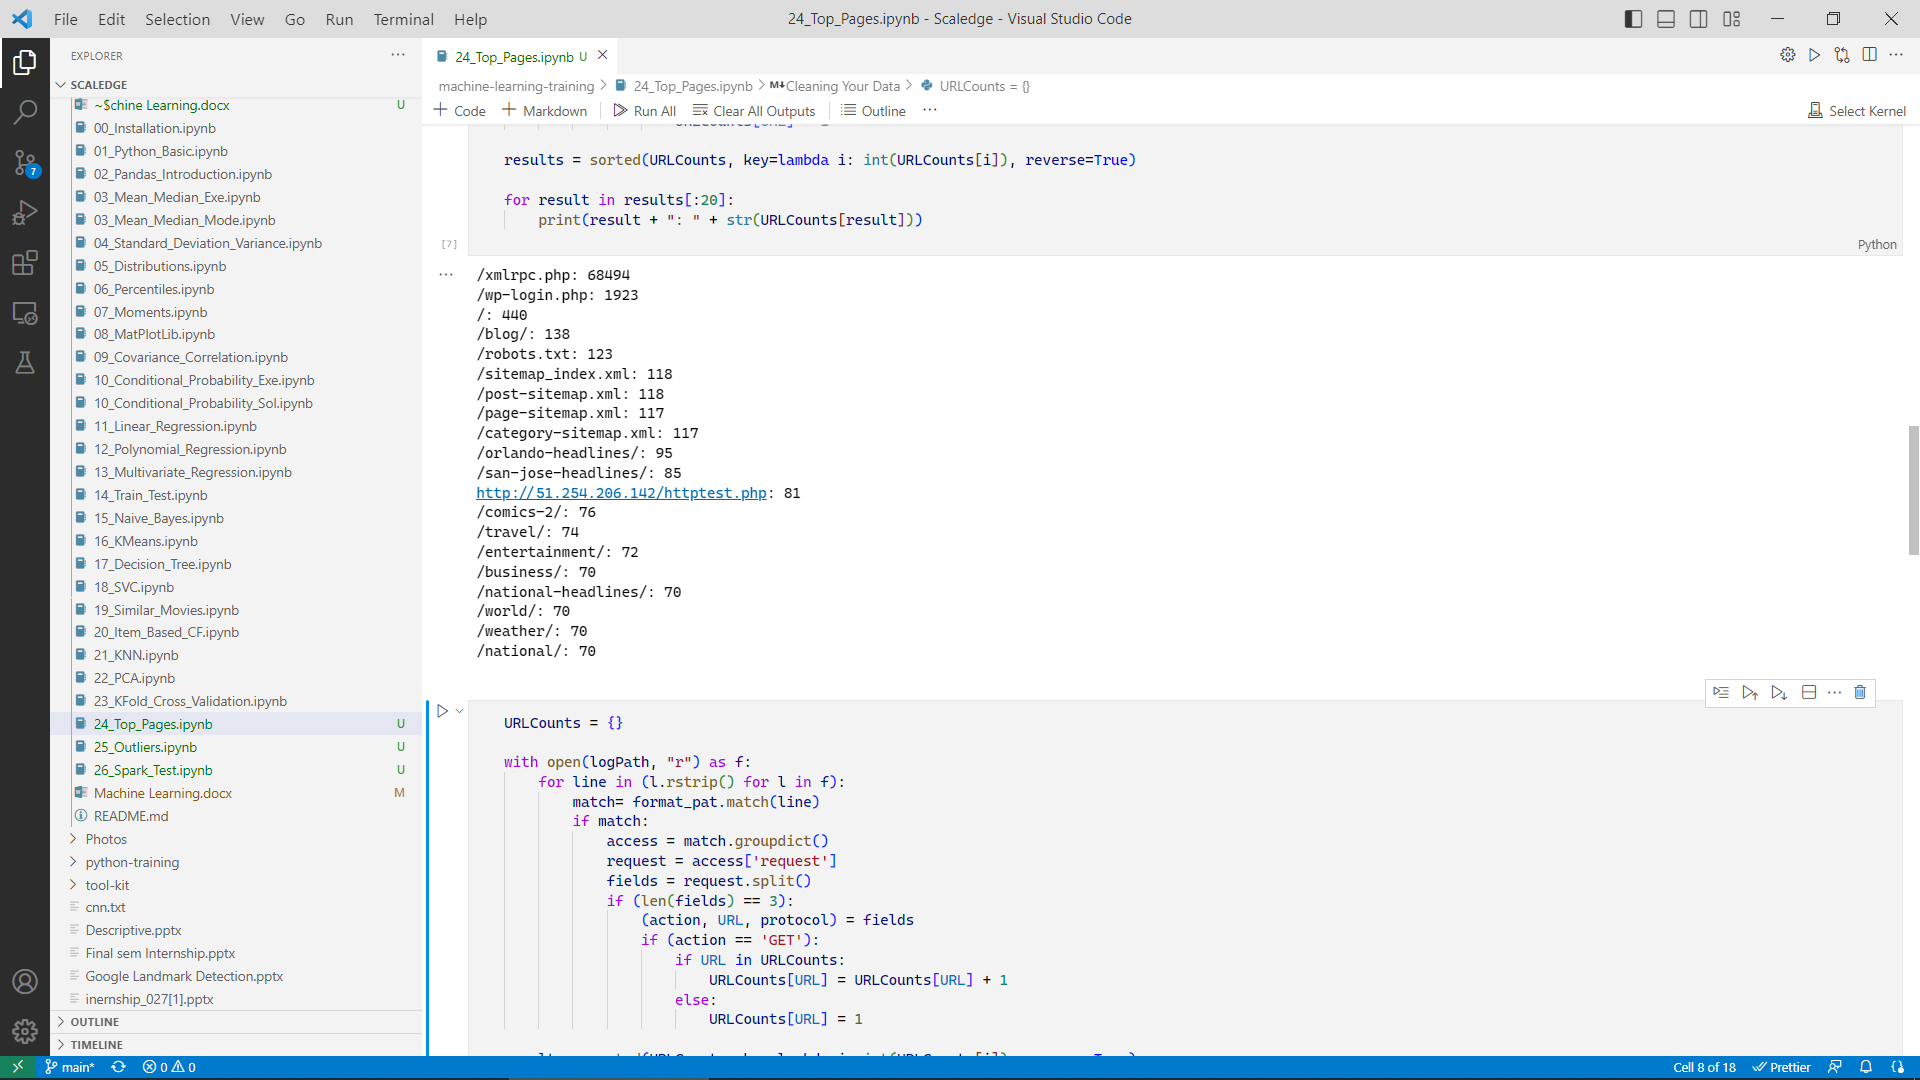 File Edit Selection View Go Run Terminal Help
24_Top_Pages.ipynb - Scaledge - Visual Studio Code
EXPLORER
SCALEDGE
~$chine Learning.docx U
00_Installation.ipynb
01_Python_Basic.ipynb
02_Pandas_Introduction.ipynb
03_Mean_Median_Exe.ipynb
03_Mean_Median_Mode.ipynb
04_Standard_Deviation_Variance.ipynb
05_Distributions.ipynb
06_Percentiles.ipynb
07_Moments.ipynb
08_MatPlotLib.ipynb
09_Covariance_Correlation.ipynb
10_Conditional_Probability_Exe.ipynb
10_Conditional_Probability_Sol.ipynb
11_Linear_Regression.ipynb
12_Polynomial_Regression.ipynb
13_Multivariate_Regression.ipynb
14_Train_Test.ipynb
15_Naive_Bayes.ipynb
16_KMeans.ipynb
17_Decision_Tree.ipynb
18_SVC.ipynb
19_Similar_Movies.ipynb
20_Item_Based_CF.ipynb
21_KNN.ipynb
22_PCA.ipynb
23_KFold_Cross_Validation.ipynb
24_Top_Pages.ipynb U
25_Outliers.ipynb U
26_Spark_Test.ipynb U
Machine Learning.docx M
README.md
Photos
python-training
tool-kit
cnn.txt
Descriptive.pptx
Final sem Internship.pptx
Google Landmark Detection.pptx
inernship_027[1].pptx
OUTLINE
TIMELINE
7
24_Top_Pages.ipynb U
machine-learning-training > 24_Top_Pages.ipynb > M↓Cleaning Your Data > URLCounts = {}
+ Code + Markdown Run All Clear All Outputs Outline ...
Select Kernel
results = sorted(URLCounts, key=lambda i: int(URLCounts[i]), reverse=True)
for result in results[:20]:
print(result + ": " + str(URLCounts[result]))
[7]
Python
/xmlrpc.php: 68494
/wp-login.php: 1923
/: 440
/blog/: 138
/robots.txt: 123
/sitemap_index.xml: 118
/post-sitemap.xml: 118
/page-sitemap.xml: 117
/category-sitemap.xml: 117
/orlando-headlines/: 95
/san-jose-headlines/: 85
http://51.254.206.142/httptest.php: 81
/comics-2/: 76
/travel/: 74
/entertainment/: 72
/business/: 70
/national-headlines/: 70
/world/: 70
/weather/: 70
/national/: 70
URLCounts = {}
with open(logPath, "r") as f:
for line in (l.rstrip() for l in f):
match= format_pat.match(line)
if match:
access = match.groupdict()
request = access['request']
fields = request.split()
if (len(fields) == 3):
(action, URL, protocol) = fields
if (action == 'GET'):
if URL in URLCounts:
URLCounts[URL] = URLCounts[URL] + 1
else:
URLCounts[URL] = 1
main* 0 0
Cell 8 of 18 Prettier